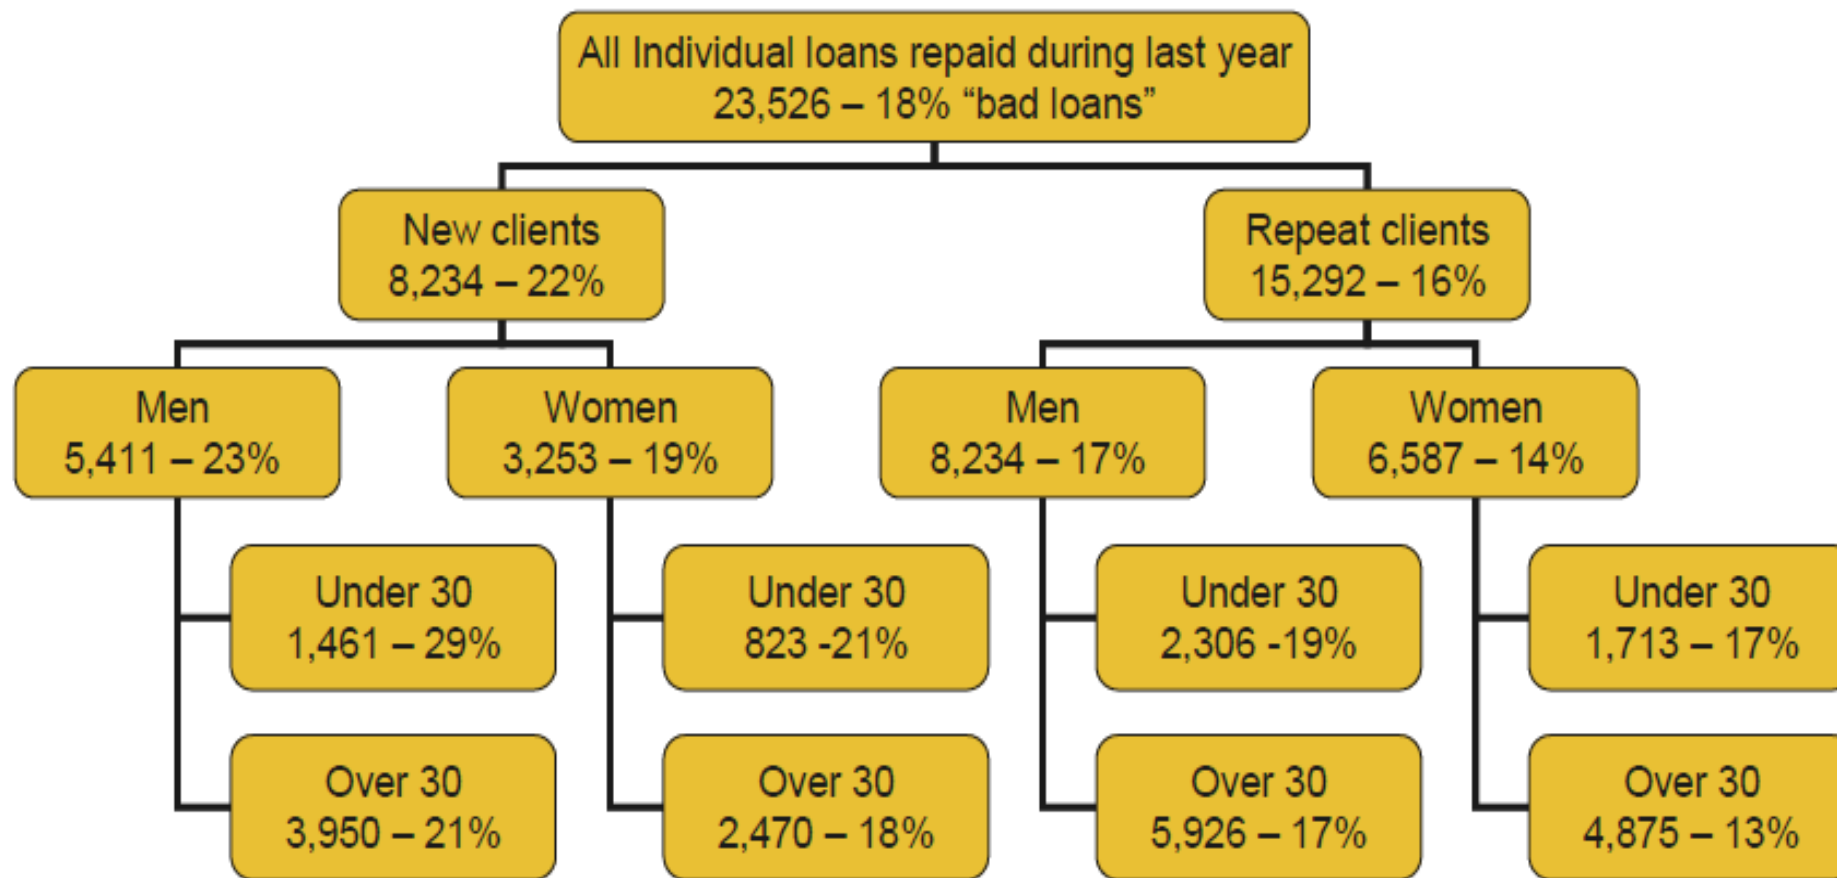 All Individual loans repaid during last year
23,526 – 18% “bad loans”
New clients
8,234 – 22%
Repeat clients
15,292 – 16%
Men
5,411 – 23%
Women
3,253 – 19%
Men
8,234 – 17%
Women
6,587 – 14%
Under 30
1,461 – 29%
Under 30
823 -21%
Under 30
2,306 -19%
Under 30
1,713 – 17%
Over 30
3,950 – 21%
Over 30
2,470 – 18%
Over 30
5,926 – 17%
Over 30
4,875 – 13%